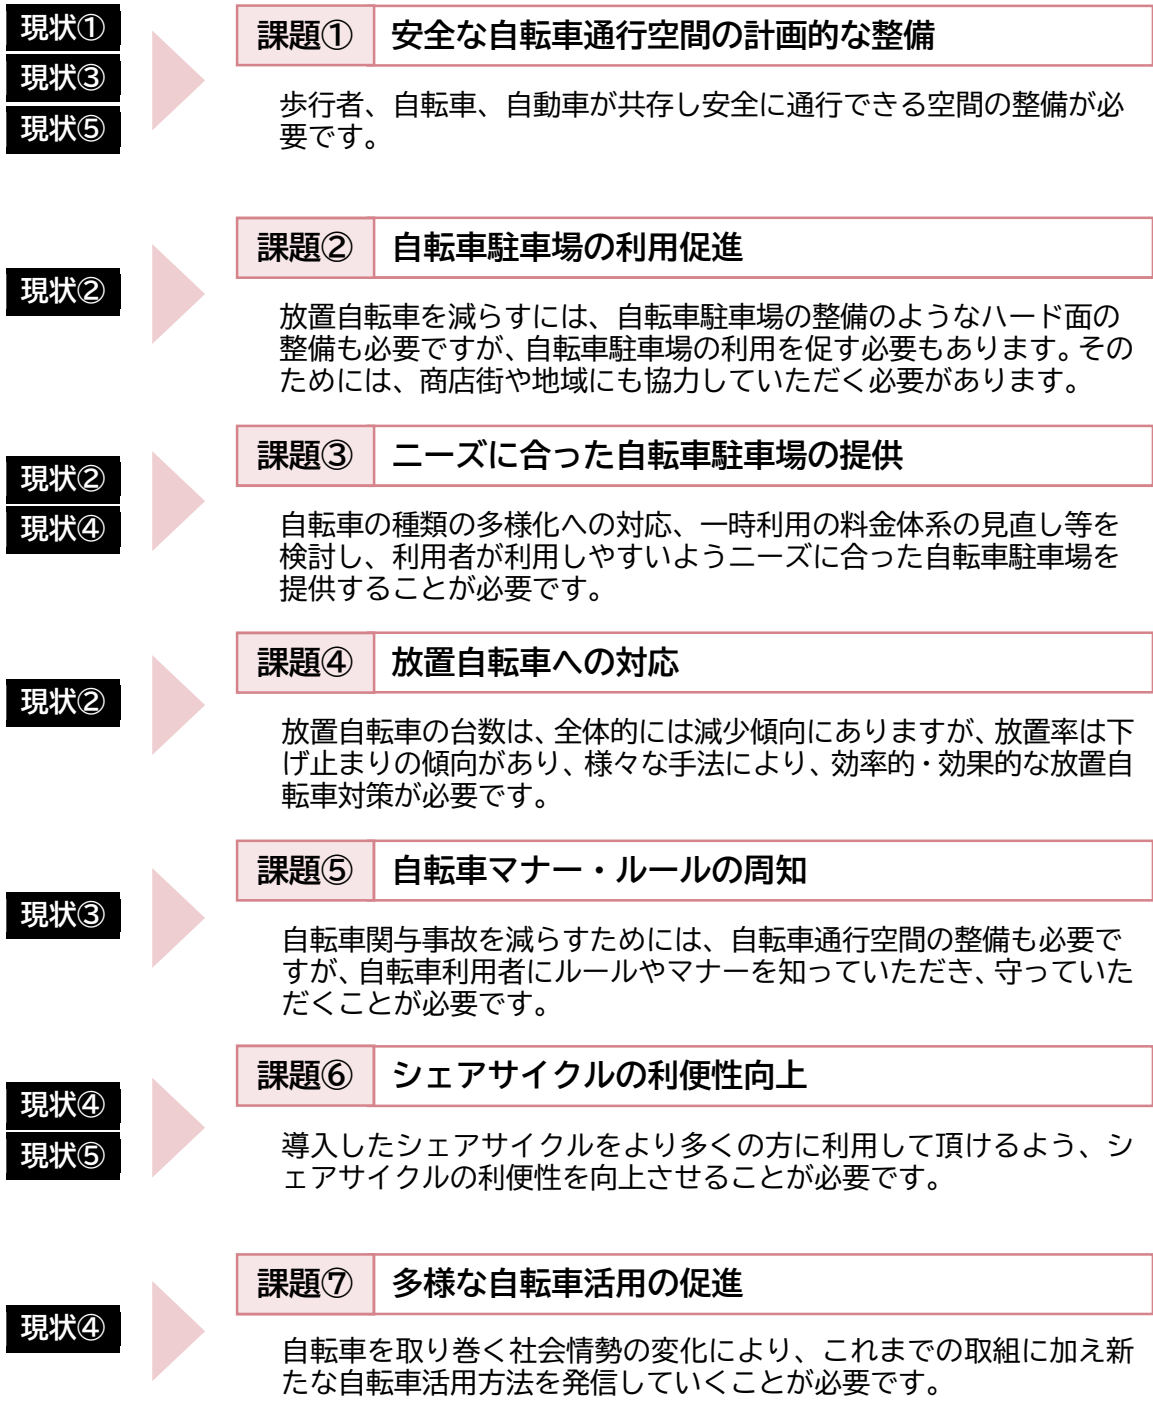 現状①
現状③
現状⑤
課題① 安全な自転車通行空間の計画的な整備
歩行者、自転車、自動車が共存し安全に通行できる空間の整備が必
要です。
現状②
課題② 自転車駐車場の利用促進
放置自転車を減らすには、自転車駐車場の整備のようなハード面の
整備も必要ですが、自転車駐車場の利用を促す必要もあります。その
ためには、商店街や地域にも協力していただく必要があります。
現状②
現状④
課題③ ニーズに合った自転車駐車場の提供
自転車の種類の多様化への対応、一時利用の料金体系の見直し等を
検討し、利用者が利用しやすいようニーズに合った自転車駐車場を
提供することが必要です。
現状②
課題④ 放置自転車への対応
放置自転車の台数は、全体的には減少傾向にありますが、放置率は下
げ止まりの傾向があり、様々な手法により、効率的・効果的な放置自
転車対策が必要です。
現状③
課題⑤ 自転車マナー・ルールの周知
自転車関与事故を減らすためには、自転車通行空間の整備も必要で
すが、自転車利用者にルールやマナーを知っていただき、守っていた
だくことが必要です。
現状④
現状⑤
課題⑥ シェアサイクルの利便性向上
導入したシェアサイクルをより多くの方に利用して頂けるよう、シ
ェアサイクルの利便性を向上させることが必要です。
現状④
課題⑦ 多様な自転車活用の促進
自転車を取り巻く社会情勢の変化により、これまでの取組に加え新
たな自転車活用方法を発信していくことが必要です。